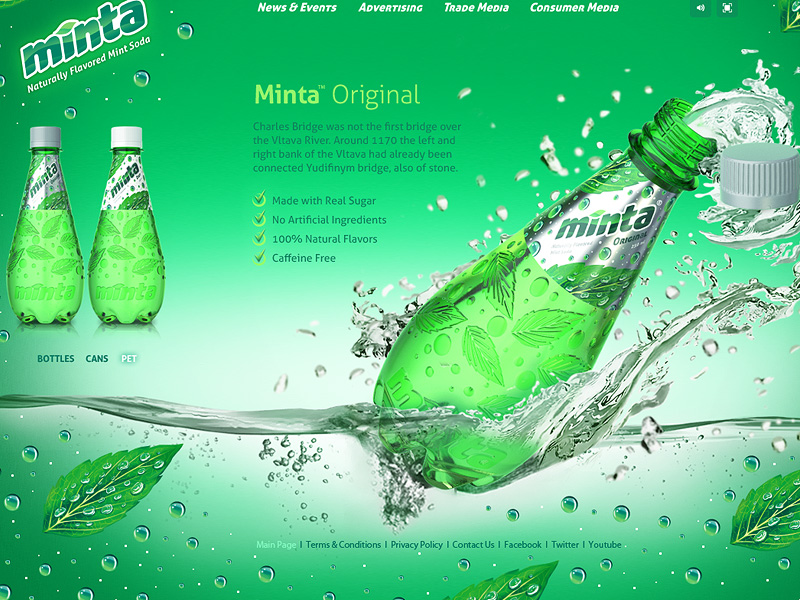 News & Events Advertising Trade Media Consumer Media
minta
Naturally Flavored Mint Soda
Minta™ Original
Charles Bridge was not the first bridge over
the Vltava River. Around 1170 the left and
right bank of the Vltava had already been
connected Yudifinym bridge, also of stone.
Made with Real Sugar
No Artificial Ingredients
100% Natural Flavors
Caffeine Free
minta
minta
minta
minta
minta
Original
BOTTLES CANS PET
Main Page | Terms & Conditions | Privacy Policy | Contact Us | Facebook | Twitter | Youtube